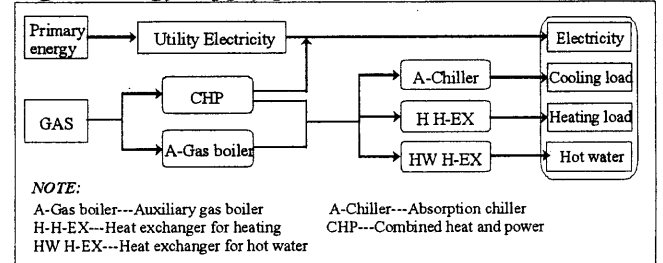 Primary
energy
Utility Electricity
Electricity
CHP
A-Chiller
Cooling load
GAS
H H-EX
Heating load
A-Gas boiler
HW H-EX
Hot water
NOTE:
A-Gas boiler---Auxiliary gas boiler
A-Chiller---Absorption chiller
H-H-EX---Heat exchanger for heating
CHP---Combined heat and power
HW H-EX---Heat exchanger for hot water